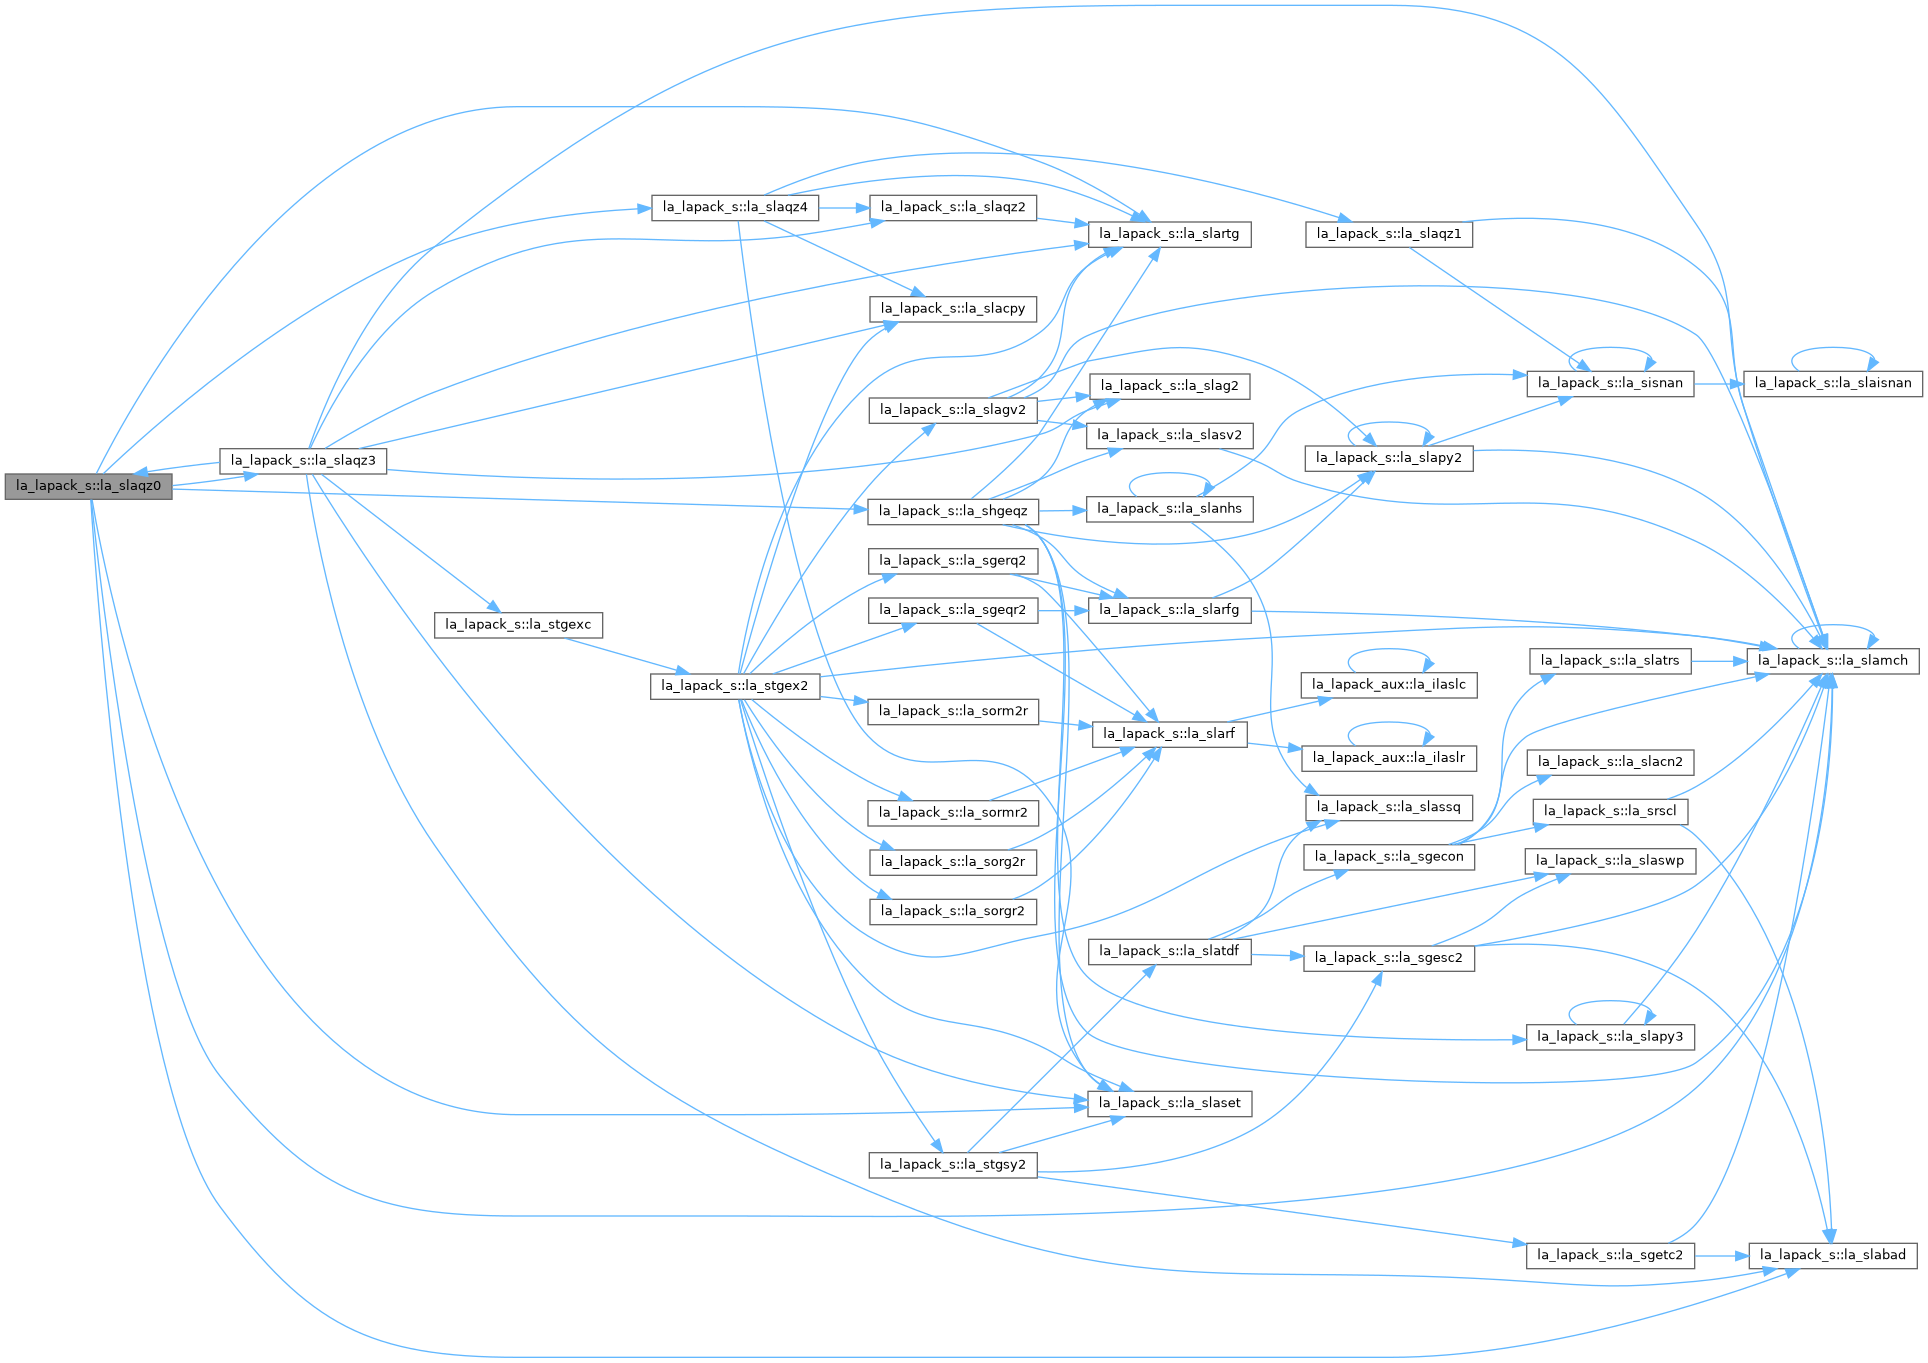 la_lapack_s::la_slaqz0
la_lapack_s::la_slaqz3
la_lapack_s::la_stgexc
la_lapack_s::la_slaqz4
la_lapack_s::la_stgex2
la_lapack_s::la_slaqz2
la_lapack_s::la_slacpy
la_lapack_s::la_slagv2
la_lapack_s::la_shgeqz
la_lapack_s::la_sgerq2
la_lapack_s::la_sgeqr2
la_lapack_s::la_sorm2r
la_lapack_s::la_sormr2
la_lapack_s::la_sorg2r
la_lapack_s::la_sorgr2
la_lapack_s::la_stgsy2
la_lapack_s::la_slartg
la_lapack_s::la_slag2
la_lapack_s::la_slasv2
la_lapack_s::la_slanhs
la_lapack_s::la_slarfg
la_lapack_s::la_slarf
la_lapack_s::la_slatdf
la_lapack_s::la_slaset
la_lapack_s::la_slaqz1
la_lapack_s::la_slapy2
la_lapack_aux::la_ilaslc
la_lapack_aux::la_ilaslr
la_lapack_s::la_slassq
la_lapack_s::la_sgecon
la_lapack_s::la_sgesc2
la_lapack_s::la_sisnan
la_lapack_s::la_slatrs
la_lapack_s::la_slacn2
la_lapack_s::la_srscl
la_lapack_s::la_slaswp
la_lapack_s::la_slapy3
la_lapack_s::la_sgetc2
la_lapack_s::la_slaisnan
la_lapack_s::la_slamch
la_lapack_s::la_slabad